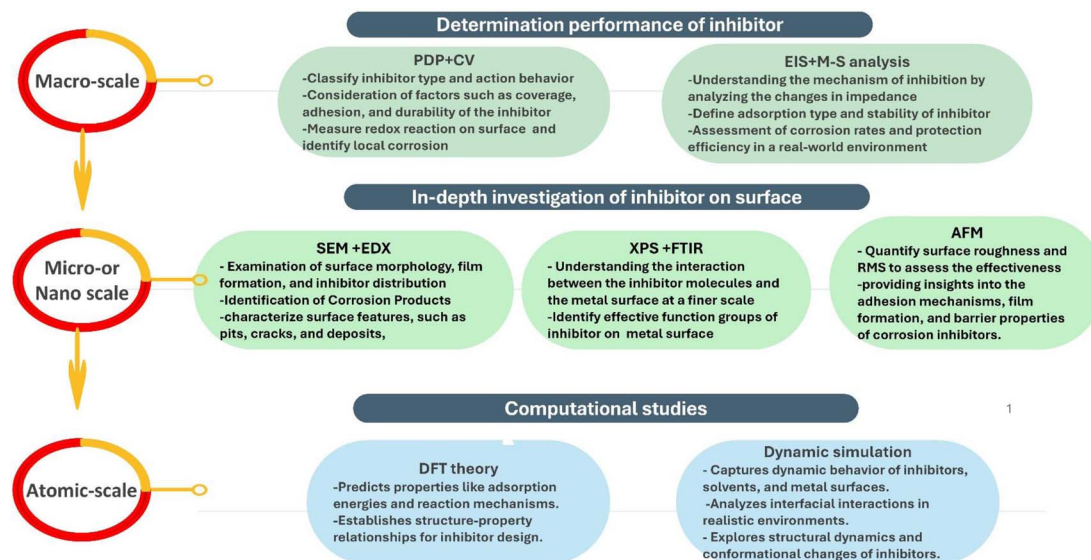 Determination performance of inhibitor
Macro-scale
PDP+CV
-Classify inhibitor type and action behavior
-Consideration of factors such as coverage,
adhesion, and durability of the inhibitor
-Measure redox reaction on surface and
identify local corrosion
EIS+M-S analysis
-Understanding the mechanism of inhibition by
analyzing the changes in impedance
-Define adsorption type and stability of inhibitor
-Assessment of corrosion rates and protection
efficiency in a real-world environment
In-depth investigation of inhibitor on surface
Micro-or
Nano scale
SEM +EDX
- Examination of surface morphology, film
formation, and inhibitor distribution
-Identification of Corrosion Products
-characterize surface features, such as
pits, cracks, and deposits,
XPS +FTIR
- Understanding the interaction
between the inhibitor molecules and
the metal surface at a finer scale
-Identify effective function groups of
inhibitor on metal surface
AFM
- Quantify surface roughness and
RMS to assess the effectiveness
-providing insights into the
adhesion mechanisms, film
formation, and barrier properties
of corrosion inhibitors.
Computational studies
1
Atomic-scale
DFT theory
-Predicts properties like adsorption
energies and reaction mechanisms.
-Establishes structure-property
relationships for inhibitor design.
Dynamic simulation
- Captures dynamic behavior of inhibitors,
solvents, and metal surfaces.
-Analyzes interfacial interactions in
realistic environments.
- Explores structural dynamics and
conformational changes of inhibitors.